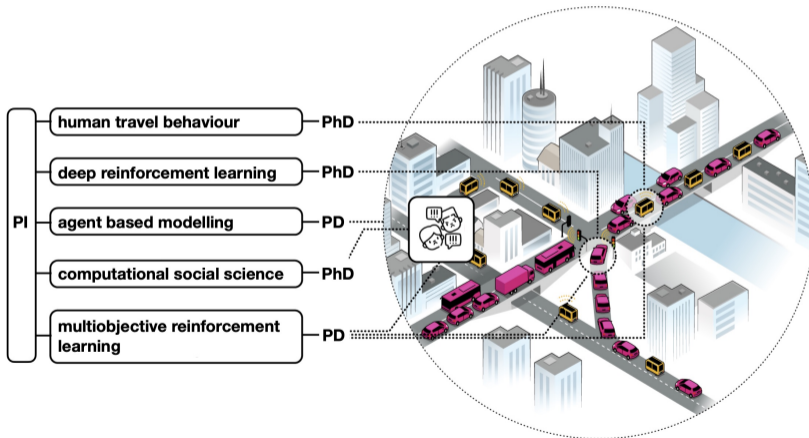 PI
human travel behaviour PhD
deep reinforcement learning PhD
agent based modelling PD
computational social science PhD
multiobjective reinforcement
learning PD
!!!
!!!